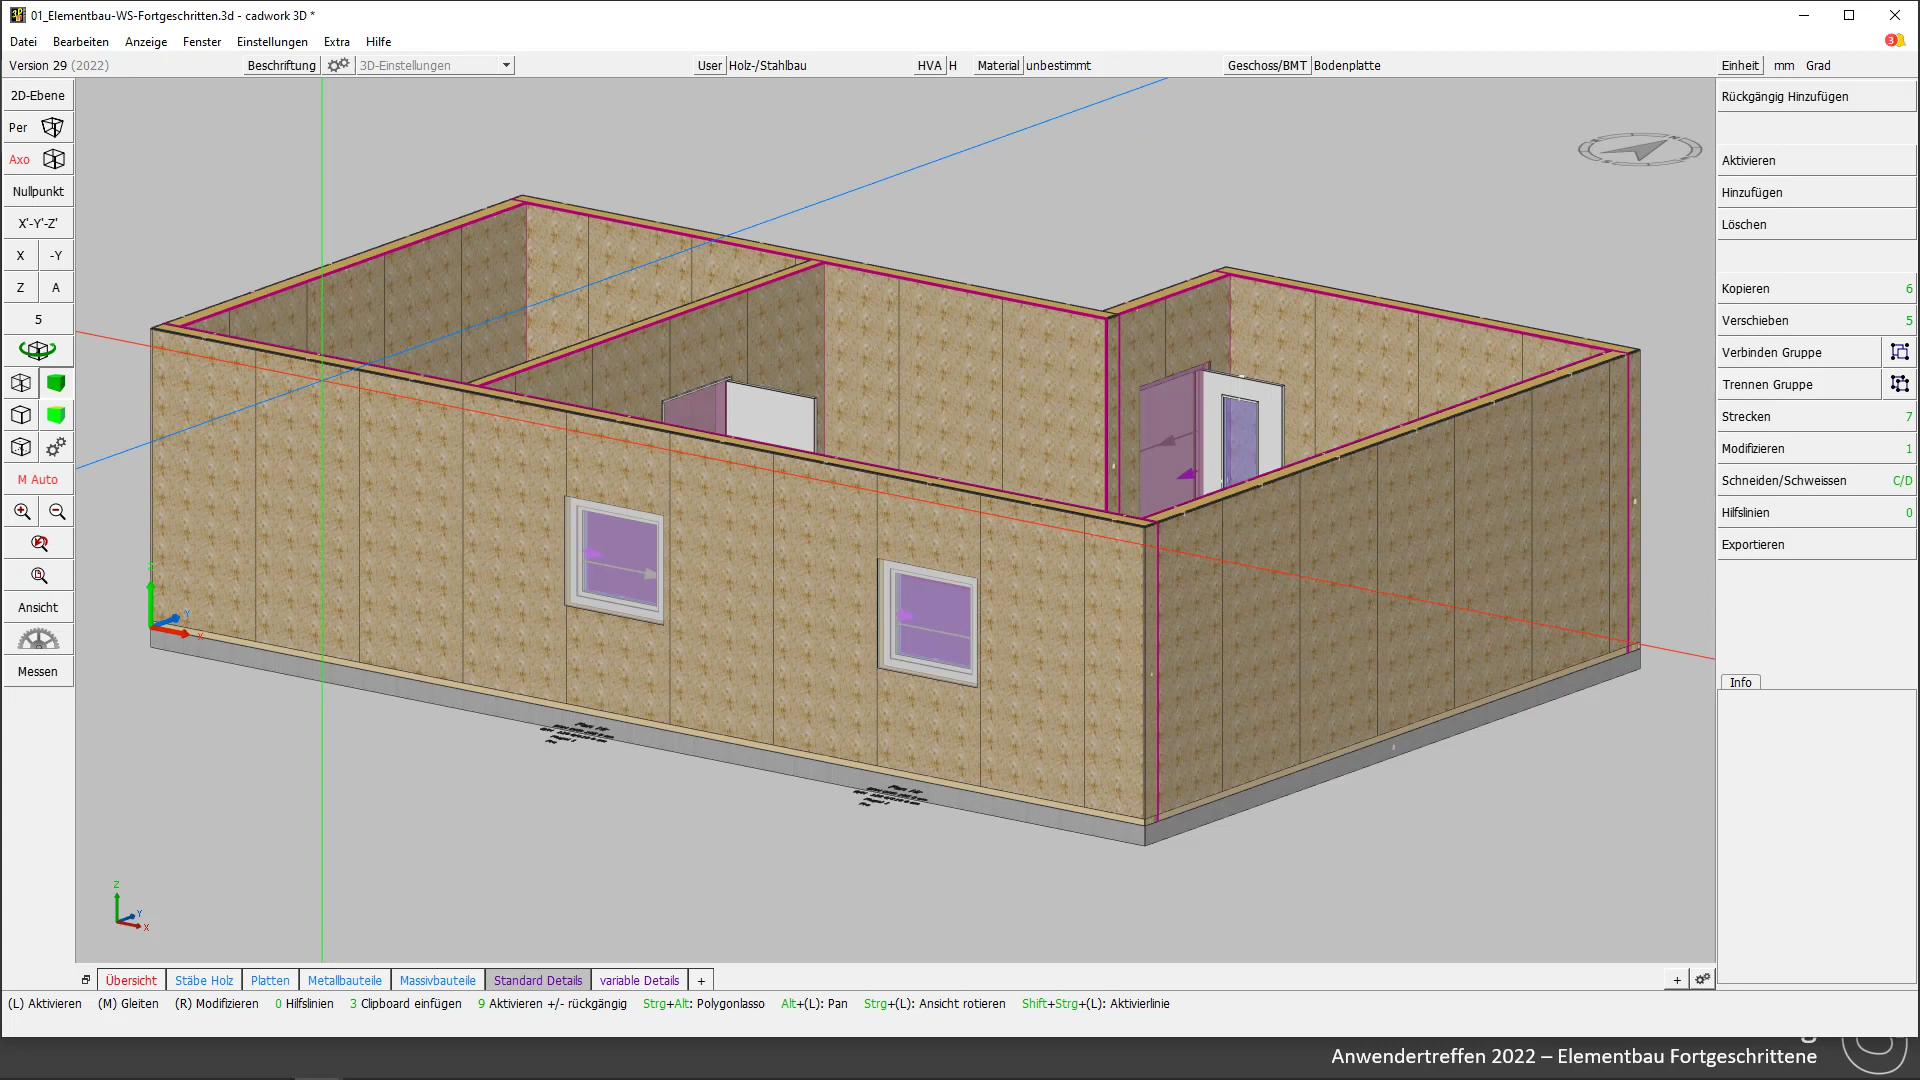 01_Elementbau-WS-Fortgeschritten.3d - cadwork 3D *
Datei Bearbeiten Anzeige Fenster Einstellungen Extra Hilfe
3
Version 29 (2022) Beschriftung 3D-Einstellungen User Holz-/Stahlbau HVA H Material unbestimmt Geschoss/BMT Bodenplatte Einheit mm Grad
2D-Ebene
Per
Axo
Nullpunkt
X'-Y'-Z'
X -Y
Z A
5
M Auto
Ansicht
Messen
Z
Y
X
Z
Y
X
Rückgängig Hinzufügen
Aktivieren
Hinzufügen
Löschen
Kopieren 6
Verschieben 5
Verbinden Gruppe
Trennen Gruppe
Strecken 7
Modifizieren 1
Schneiden/Schweissen C/D
Hilfslinien 0
Exportieren
Info
Übersicht Stäbe Holz Platten Metallbauteile Massivbauteile Standard Details variable Details + +
(L) Aktivieren (M) Gleiten (R) Modifizieren 0 Hilfslinien 3 Clipboard einfügen 9 Aktivieren +/- rückgängig Strg+Alt: Polygonlasso Alt+(L): Pan Strg+(L): Ansicht rotieren Shift+Strg+(L): Aktivierlinie
Anwendertreffen 2022 – Elementbau Fortgeschrittene